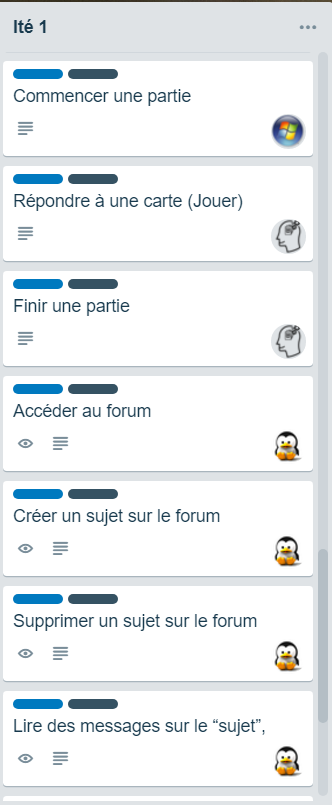 Ité 1
Commencer une partie
Répondre à une carte (Jouer)
Finir une partie
Accéder au forum
Créer un sujet sur le forum
Supprimer un sujet sur le forum
Lire des messages sur le “sujet”,